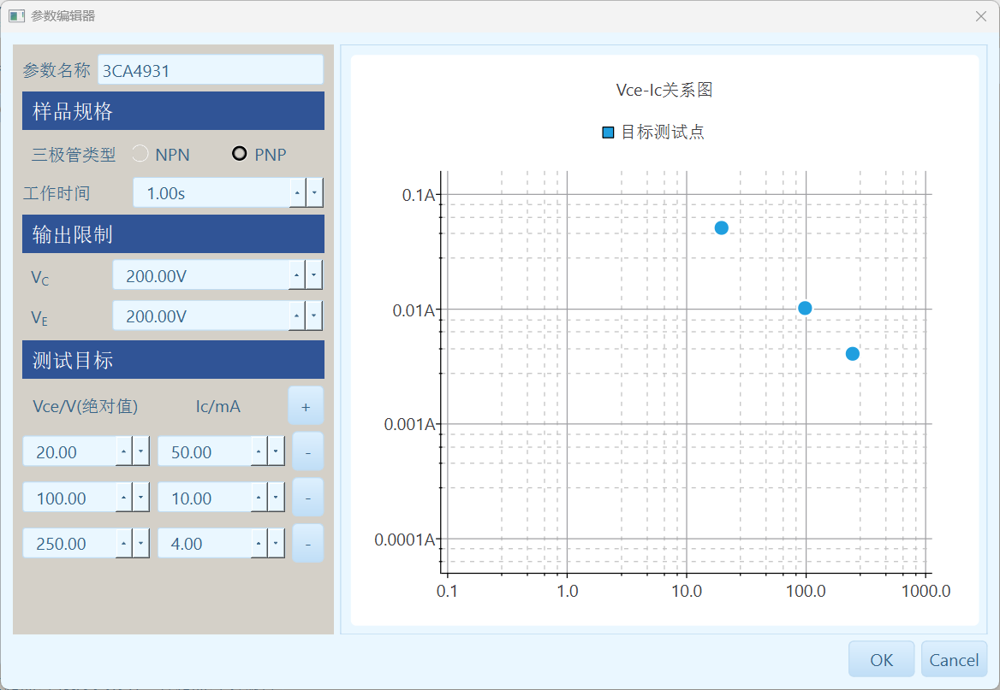 参数编辑器
参数名称 3CA4931
样品规格
三极管类型 NPN PNP
工作时间 1.00s
输出限制
VC 200.00V
VE 200.00V
测试目标
Vce/V(绝对值) Ic/mA +
20.00 50.00 -
100.00 10.00 -
250.00 4.00 -
Vce-Ic关系图
目标测试点
0.1A
0.01A
0.001A
0.0001A
0.1 1.0 10.0 100.0 1000.0
OK Cancel